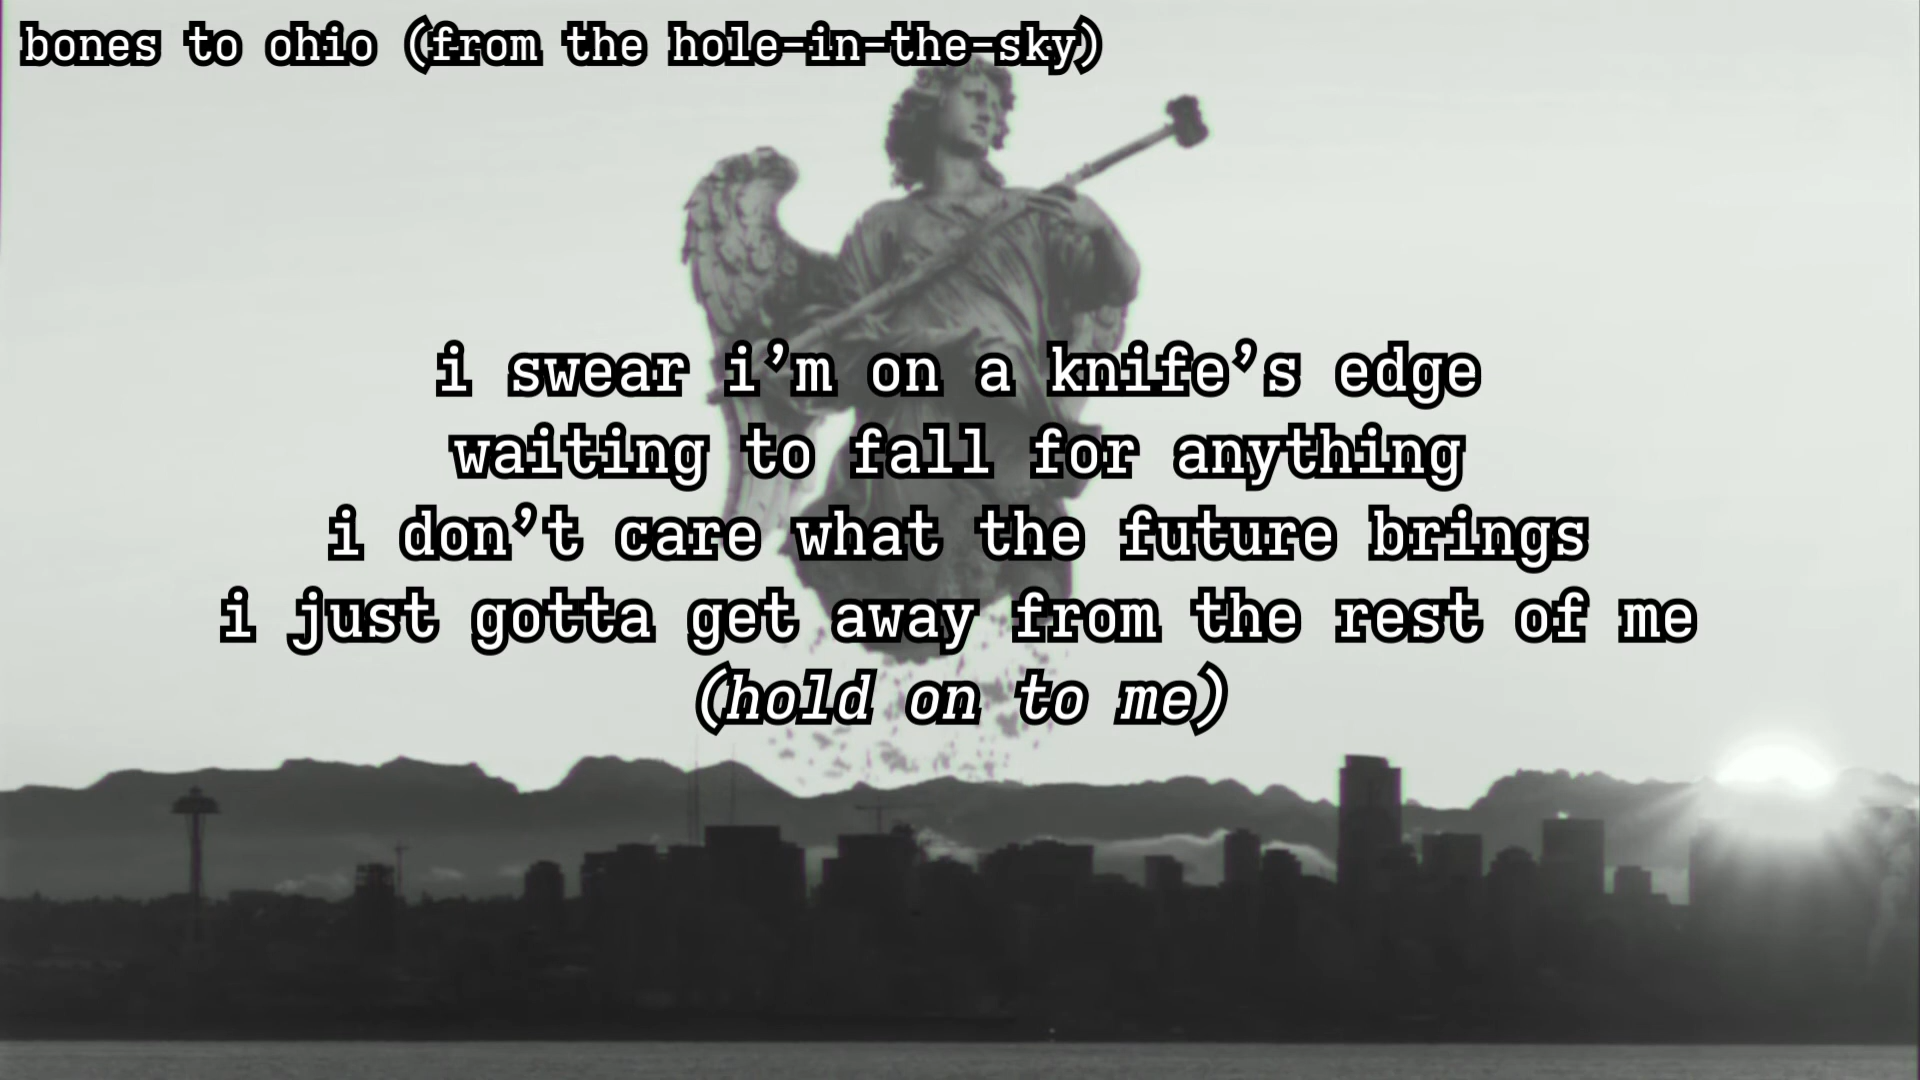 bones to ohio (from the hole-in-the-sky)
i swear i’m on a knife’s edge
waiting to fall for anything
i don’t care what the future brings
i just gotta get away from the rest of me
(hold on to me)